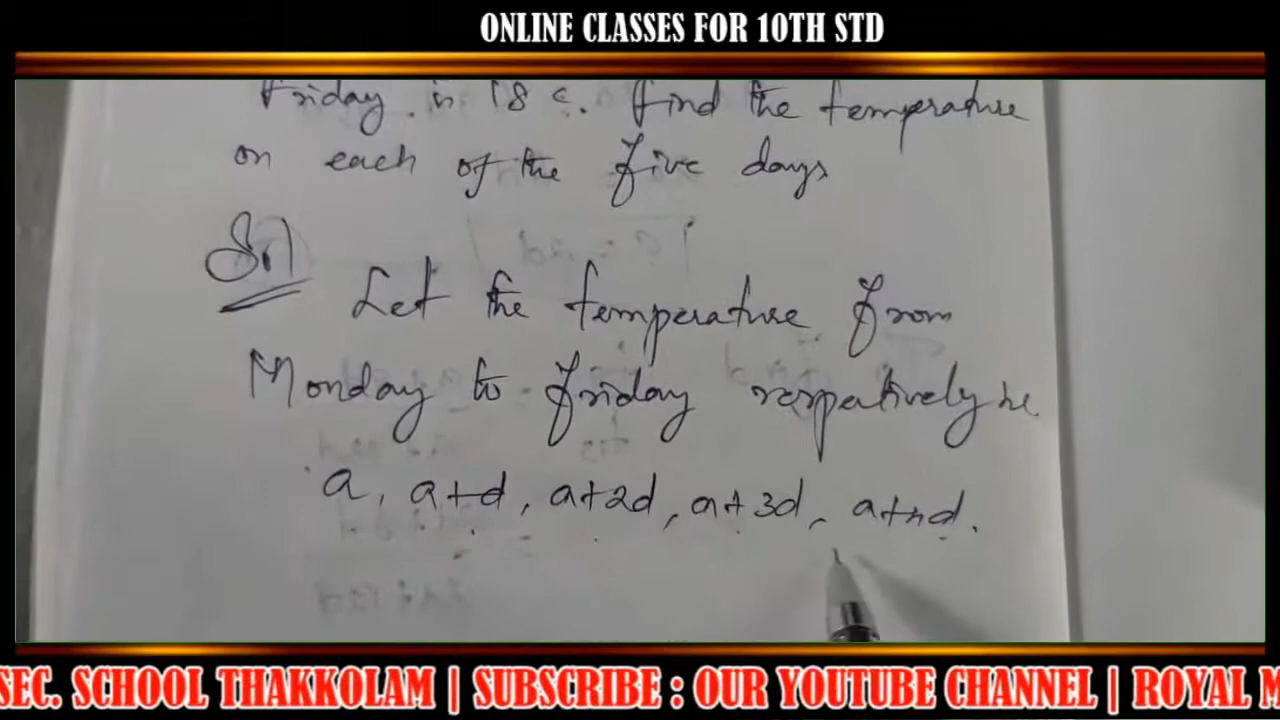 ONLINE CLASSES FOR 10TH STD
Friday is 18 c. Find the temperature
on each of the five days
Sol
Let the temperature from
Monday to friday respatively be
a, a+d, a+2d, a+3d, a+4d.
SEC. SCHOOL THAKKOLAM | SUBSCRIBE : OUR YOUTUBE CHANNEL | ROYAL M